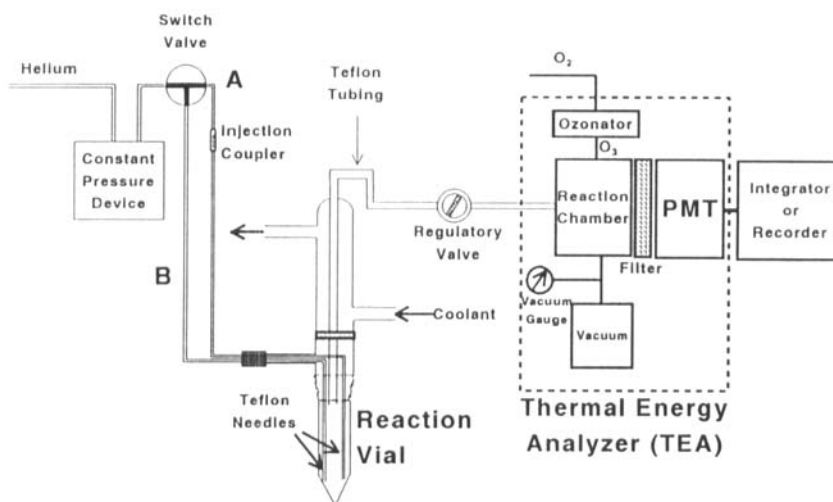 Switch
Valve
Helium
A
Teflon
Tubing
O₂
Injection
Coupler
Constant
Pressure
Device
Ozonator
O₃
Reaction
Chamber
PMT
Integrator
or
Recorder
Regulatory
Valve
Filter
B
Vacuum
Gauge
Coolant
Vacuum
Teflon
Needles
Reaction
Vial
Thermal Energy
Analyzer (TEA)